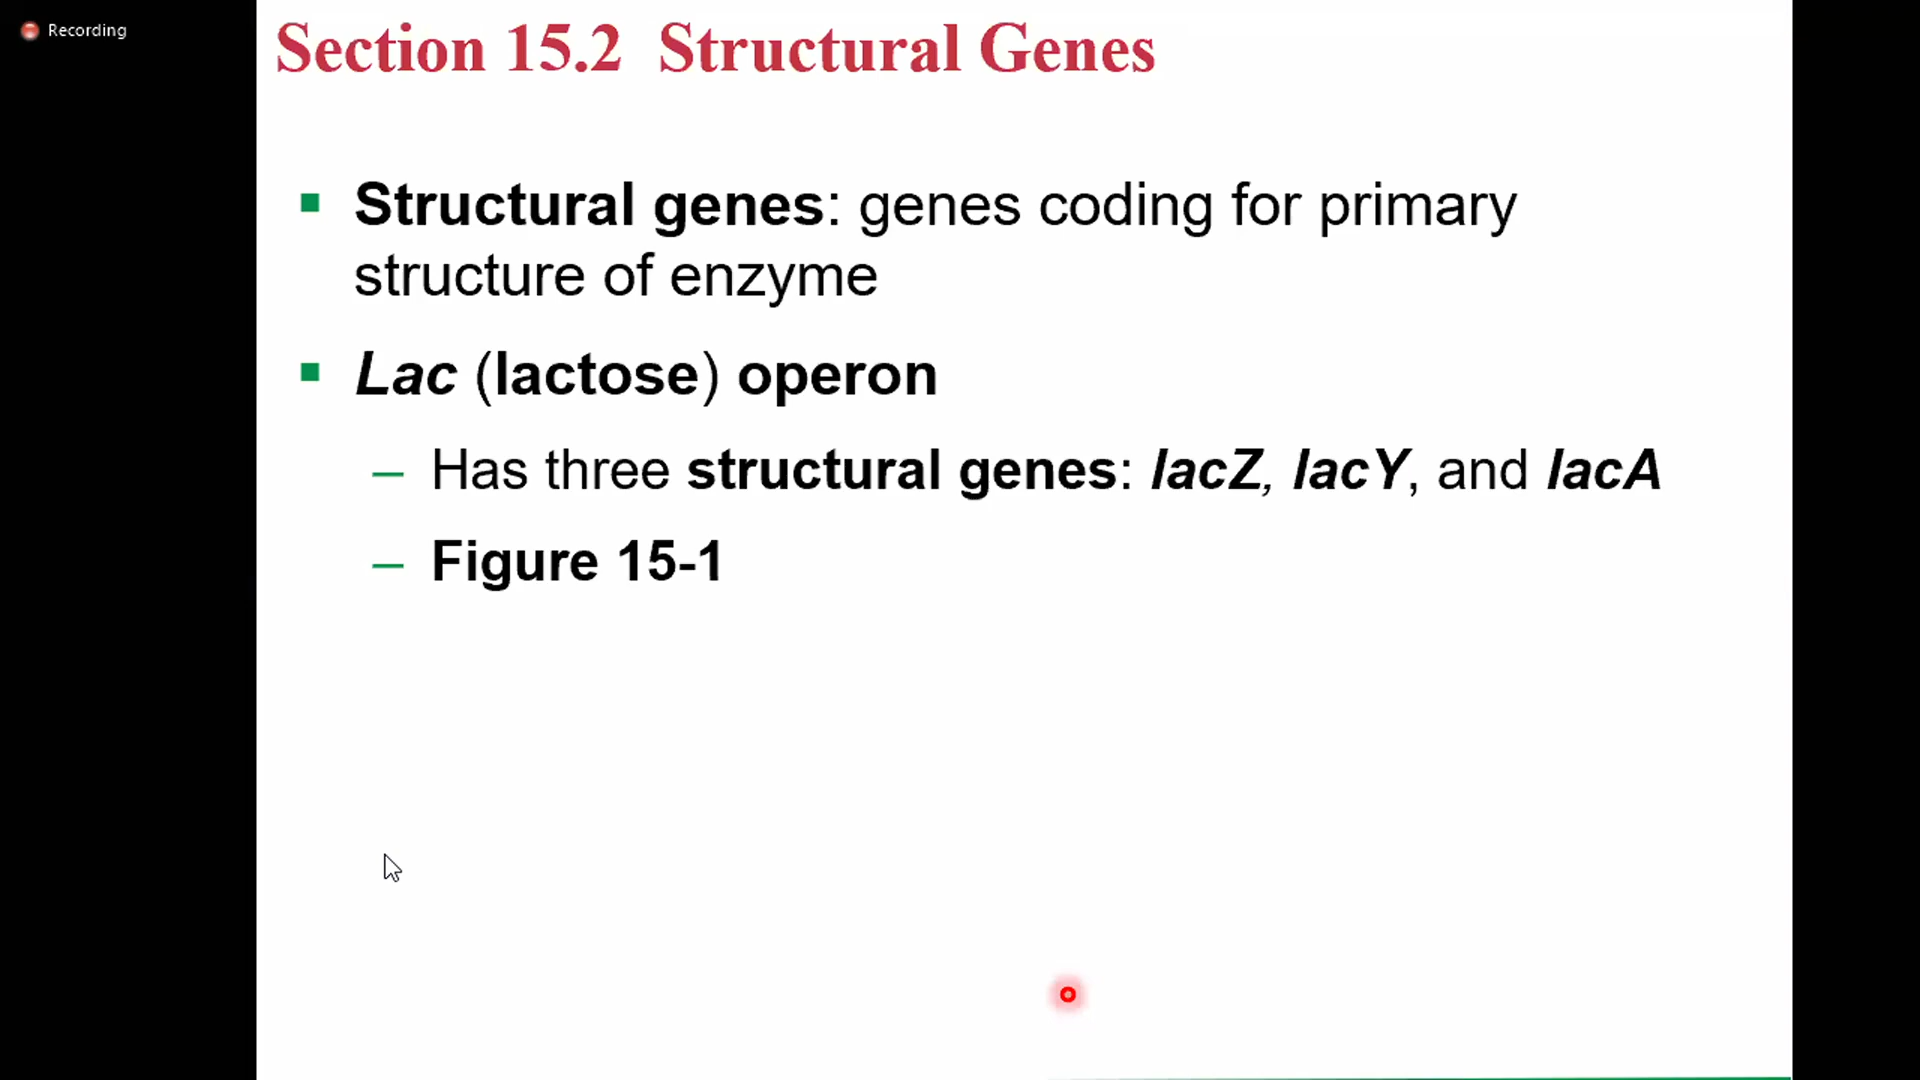 Recording
Section 15.2 Structural Genes
▪ Structural genes: genes coding for primary
structure of enzyme
▪ Lac (lactose) operon
– Has three structural genes: lacZ, lacY, and lacA
– Figure 15-1